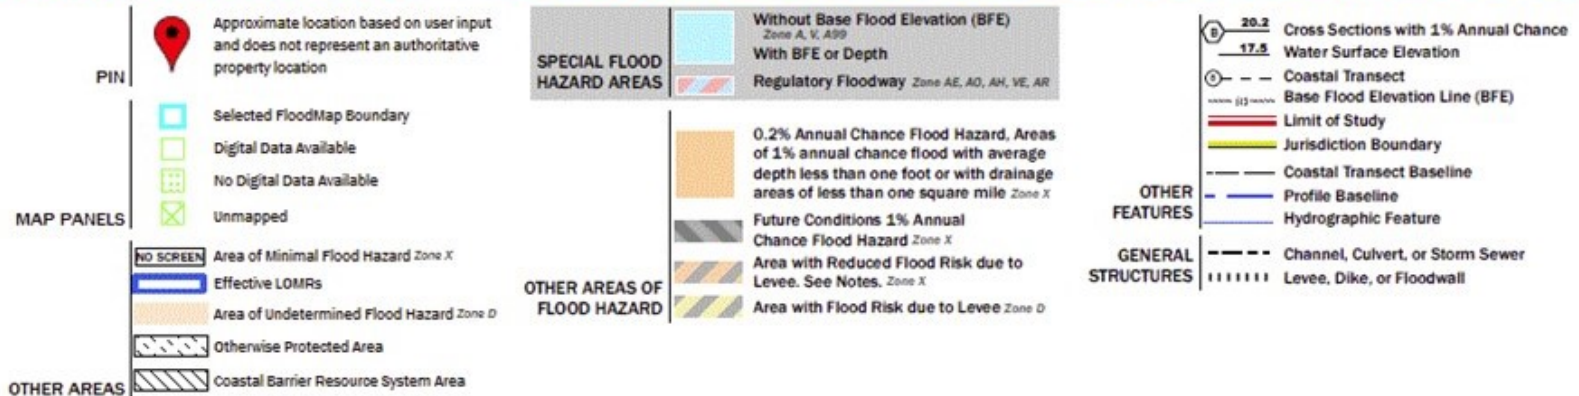 PIN
Approximate location based on user input
and does not represent an authoritative
property location
MAP PANELS
Selected FloodMap Boundary
Digital Data Available
No Digital Data Available
Unmapped
OTHER AREAS
NO SCREEN Area of Minimal Flood Hazard Zone X
Effective LOMRs
Area of Undetermined Flood Hazard Zone D
Otherwise Protected Area
Coastal Barrier Resource System Area
SPECIAL FLOOD
HAZARD AREAS
Without Base Flood Elevation (BFE)
Zone A, V, A99
With BFE or Depth
Regulatory Floodway Zone AE, AO, AH, VE, AR
OTHER AREAS OF
FLOOD HAZARD
0.2% Annual Chance Flood Hazard, Areas
of 1% annual chance flood with average
depth less than one foot or with drainage
areas of less than one square mile Zone X
Future Conditions 1% Annual
Chance Flood Hazard Zone X
Area with Reduced Flood Risk due to
Levee. See Notes. Zone X
Area with Flood Risk due to Levee Zone D
OTHER
FEATURES
B 20.2 Cross Sections with 1% Annual Chance
17.5 Water Surface Elevation
Coastal Transect
Base Flood Elevation Line (BFE)
Limit of Study
Jurisdiction Boundary
Coastal Transect Baseline
Profile Baseline
Hydrographic Feature
GENERAL
STRUCTURES
Channel, Culvert, or Storm Sewer
Levee, Dike, or Floodwall